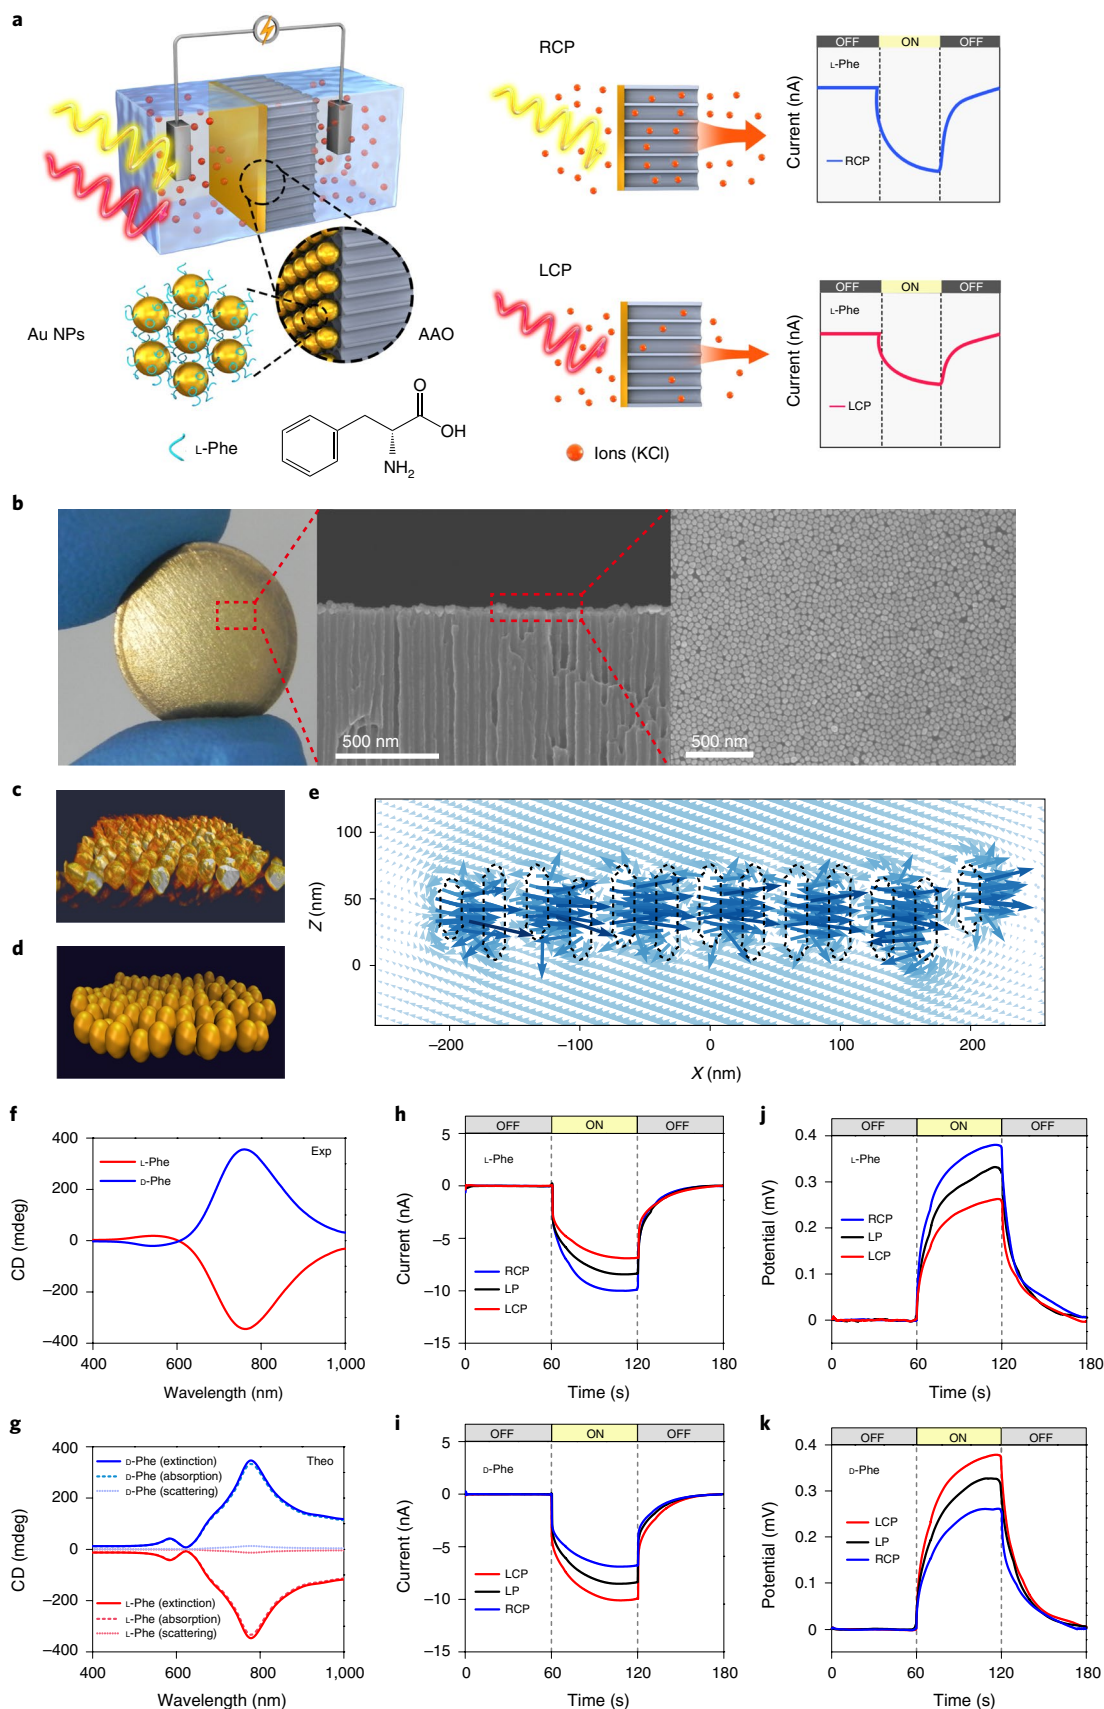 a
RCP
OFF ON OFF
L-Phe
Current (nA)
RCP
LCP
OFF ON OFF
L-Phe
Current (nA)
LCP
Au NPs
AAO
L-Phe
O
OH
NH2
Ions (KCl)
b
500 nm
500 nm
c
d
e
Z (nm)
100
50
0
–200 –100 0 100 200
X (nm)
f
CD (mdeg)
400
200
0
–200
–400
Exp
L-Phe
D-Phe
400 600 800 1,000
Wavelength (nm)
g
CD (mdeg)
400
200
0
–200
–400
Theo
D-Phe (extinction)
D-Phe (absorption)
D-Phe (scattering)
L-Phe (extinction)
L-Phe (absorption)
L-Phe (scattering)
400 600 800 1,000
Wavelength (nm)
h
OFF ON OFF
Current (nA)
5
0
–5
–10
–15
L-Phe
RCP
LP
LCP
0 60 120 180
Time (s)
i
OFF ON OFF
Current (nA)
5
0
–5
–10
–15
D-Phe
LCP
LP
RCP
0 60 120 180
Time (s)
j
OFF ON OFF
Potential (mV)
0.4
0.3
0.2
0.1
0
L-Phe
RCP
LP
LCP
0 60 120 180
Time (s)
k
OFF ON OFF
Potential (mV)
0.4
0.3
0.2
0.1
0
D-Phe
LCP
LP
RCP
0 60 120 180
Time (s)